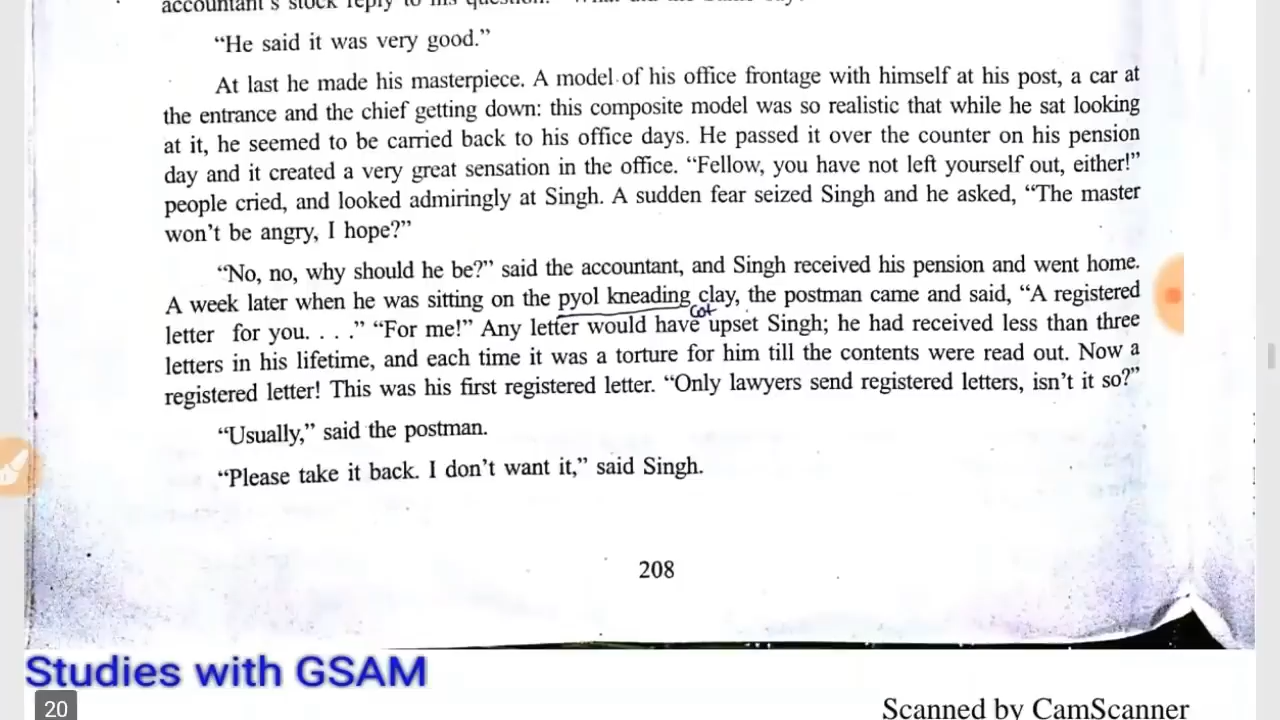 accountant's stock reply to his question.
"He said it was very good."
At last he made his masterpiece. A model of his office frontage with himself at his post, a car at
the entrance and the chief getting down: this composite model was so realistic that while he sat looking
at it, he seemed to be carried back to his office days. He passed it over the counter on his pension
day and it created a very great sensation in the office. "Fellow, you have not left yourself out, either!"
people cried, and looked admiringly at Singh. A sudden fear seized Singh and he asked, "The master
won't be angry, I hope?"
"No, no, why should he be?" said the accountant, and Singh received his pension and went home.
A week later when he was sitting on the pyol kneading clay, the postman came and said, "A registered
cot
letter for you. . . ." "For me!" Any letter would have upset Singh; he had received less than three
letters in his lifetime, and each time it was a torture for him till the contents were read out. Now a
registered letter! This was his first registered letter. "Only lawyers send registered letters, isn't it so?"
"Usually," said the postman.
"Please take it back. I don't want it," said Singh.
208
Studies with GSAM
20
Scanned by CamScanner